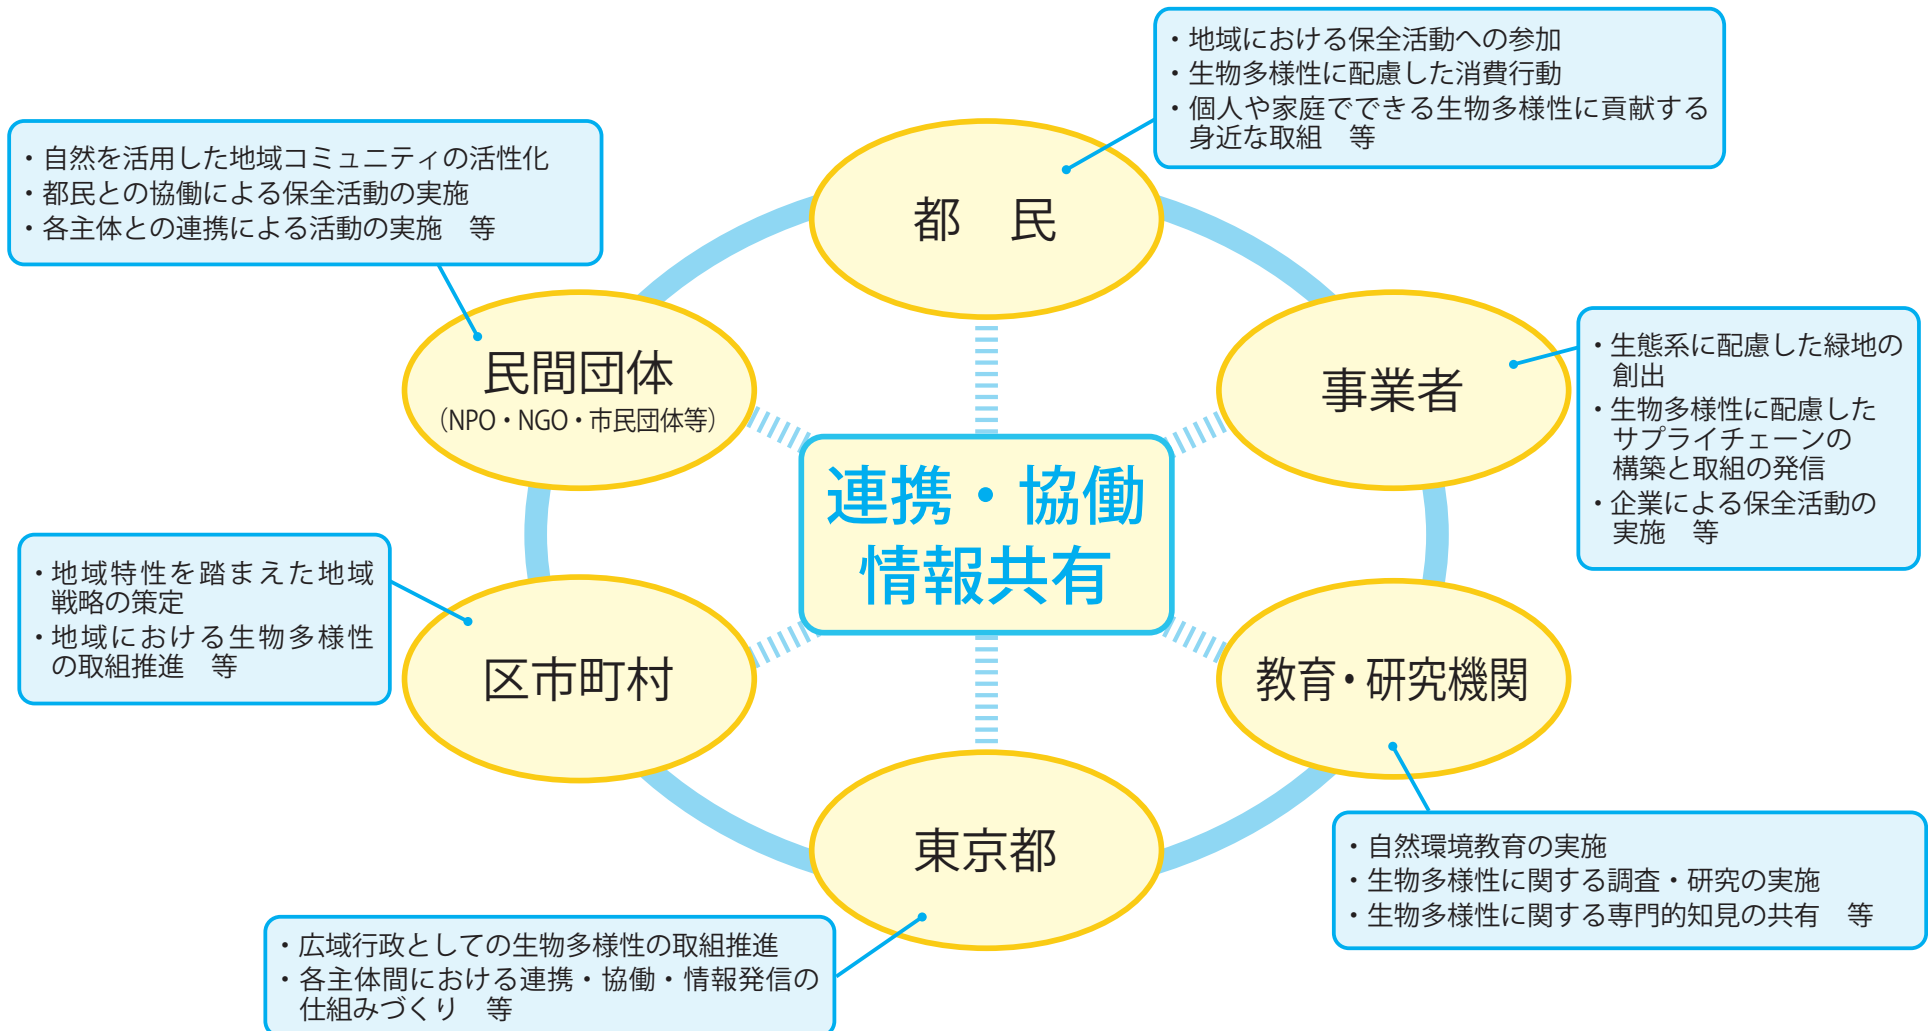 ・地域における保全活動への参加
・生物多様性に配慮した消費行動
・個人や家庭でできる生物多様性に貢献する
身近な取組　等
都　民
・自然を活用した地域コミュニティの活性化
・都民との協働による保全活動の実施
・各主体との連携による活動の実施　等
民間団体
（NPO・NGO・市民団体等）
事業者
・生態系に配慮した緑地の
創出
・生物多様性に配慮した
サプライチェーンの
構築と取組の発信
・企業による保全活動の
実施　等
連携・協働
情報共有
・地域特性を踏まえた地域
戦略の策定
・地域における生物多様性
の取組推進　等
区市町村
教育・研究機関
・自然環境教育の実施
・生物多様性に関する調査・研究の実施
・生物多様性に関する専門的知見の共有　等
東京都
・広域行政としての生物多様性の取組推進
・各主体間における連携・協働・情報発信の
仕組みづくり　等